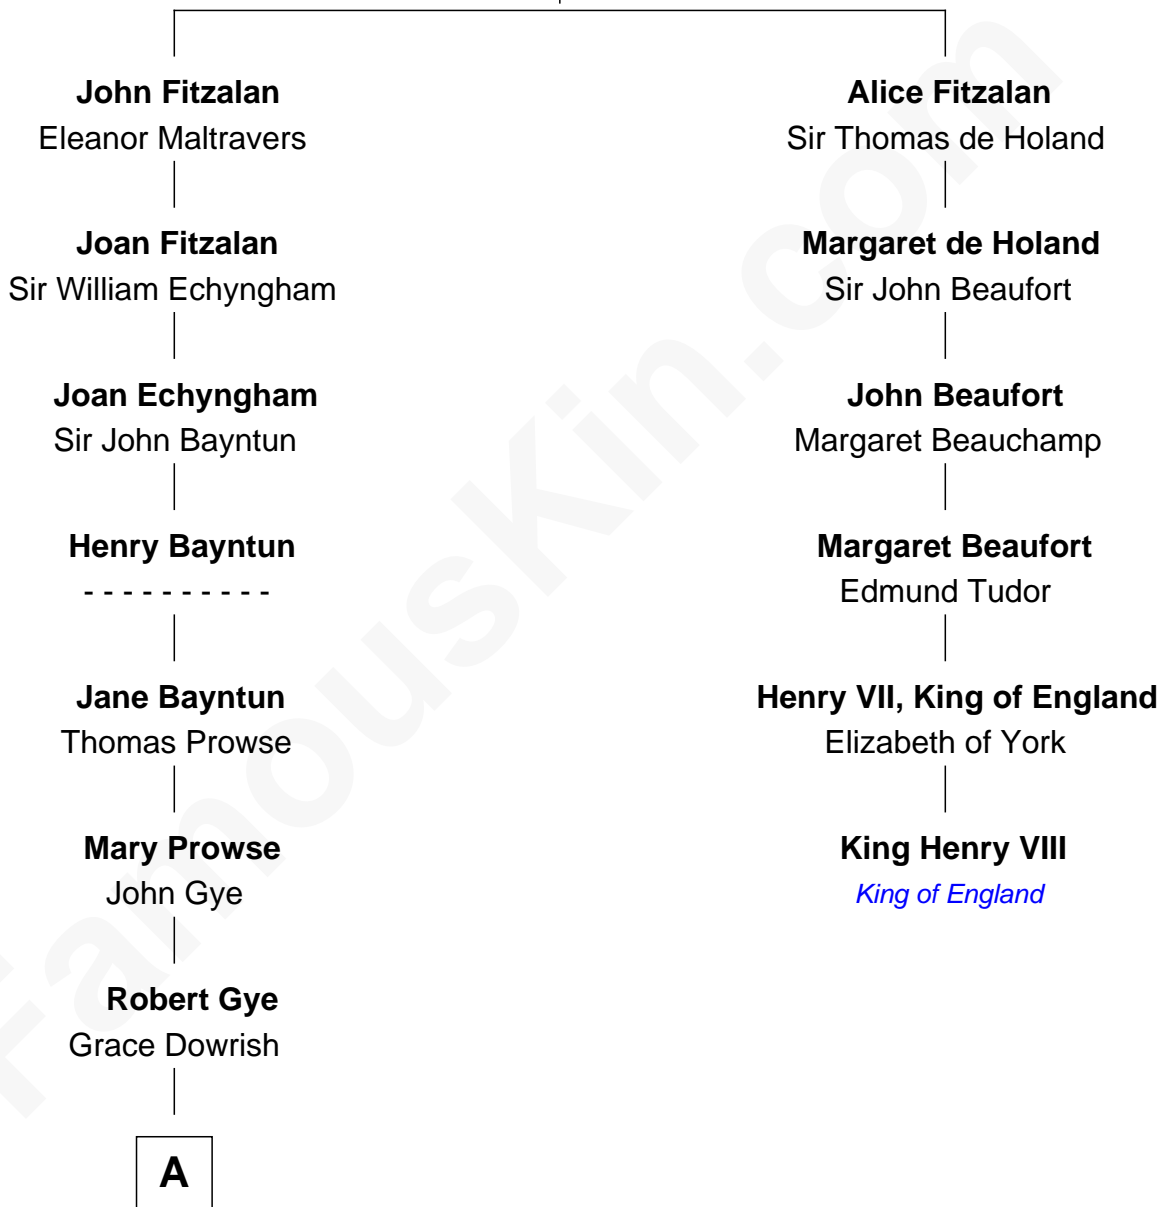 John Fitzalan
Eleanor Maltravers
Joan Fitzalan
Sir William Echyngham
Joan Echyngham
Sir John Bayntun
Henry Bayntun
- - - - - - - - - -
Jane Bayntun
Thomas Prowse
Mary Prowse
John Gye
Robert Gye
Grace Dowrish
A
Alice Fitzalan
Sir Thomas de Holand
Margaret de Holand
Sir John Beaufort
John Beaufort
Margaret Beauchamp
Margaret Beaufort
Edmund Tudor
Henry VII, King of England
Elizabeth of York
King Henry VIII
King of England
FamousKin.com